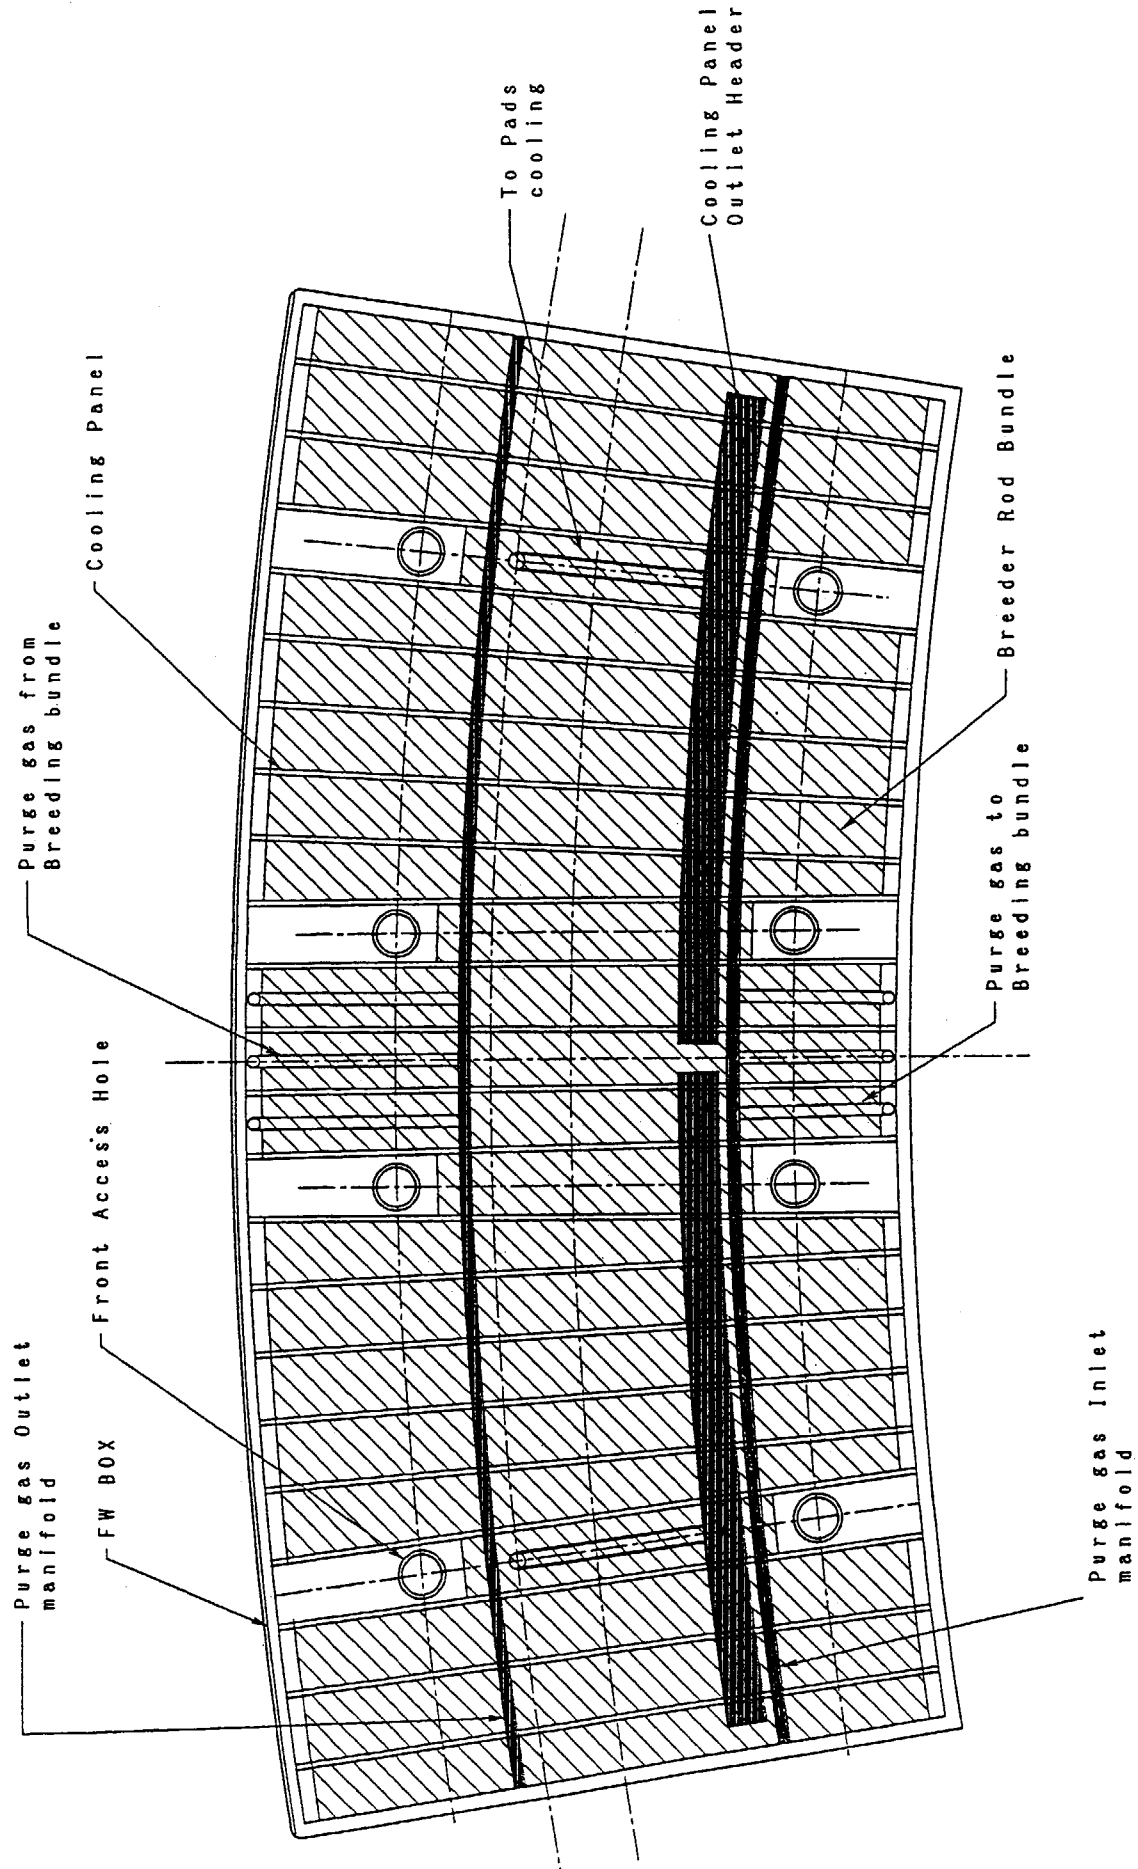 Purge gas Outlet
manifold
FW BOX
Front Access Hole
Purge gas from
Breeding bundle
Cooling Panel
To Pads
cooling
Cooling Panel
Outlet Header
Purge gas Inlet
manifold
Purge gas to
Breeding bundle
Breeder Rod Bundle